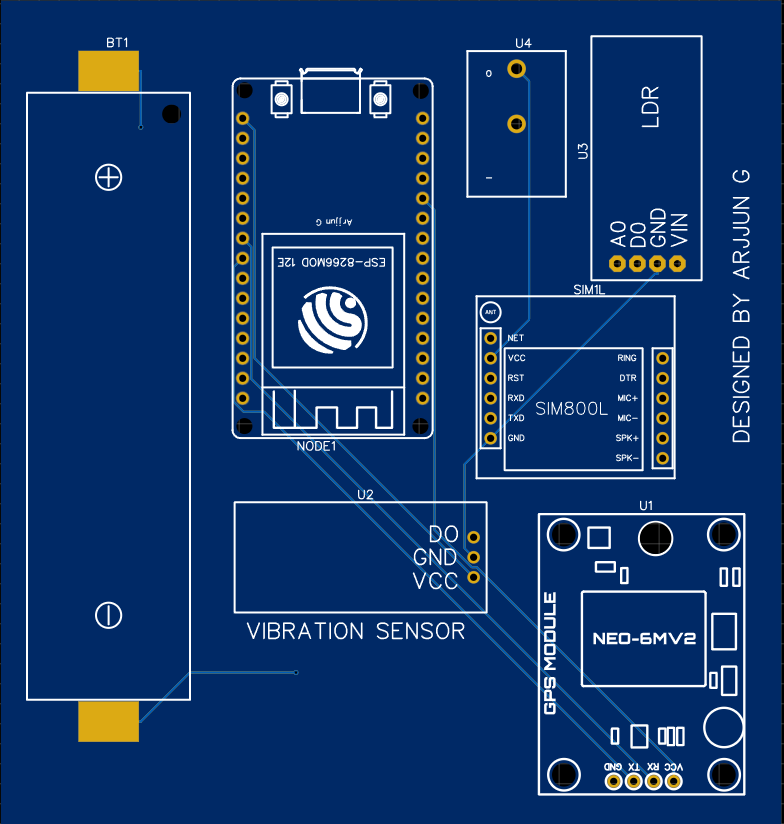 BT1
U4
o
-
U3
LDR
AO
DO
GND
VIN
Arjjun G
ESP-8266MOD 12E
NODE1
SIM1L
ANT
NET
VCC
RST
RXD
TXD
GND
SIM800L
RING
DTR
MIC+
MIC-
SPK+
SPK-
DESIGNED BY ARJJUN G
U2
DO
GND
VCC
VIBRATION SENSOR
U1
GPS MODULE
NEO-6MV2
GND
TX
RX
VCC